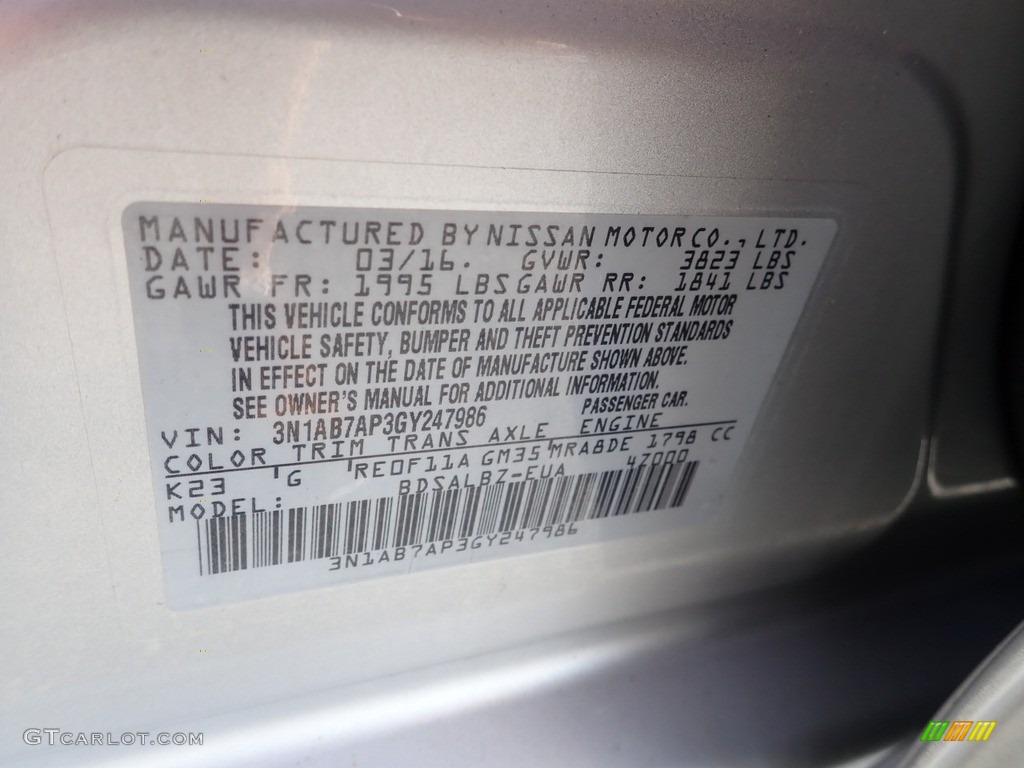 MANUFACTURED BY NISSAN MOTOR CO., LTD.
DATE: 03/16. GVWR: 3823 LBS
GAWR FR: 1995 LBS GAWR RR: 1841 LBS
THIS VEHICLE CONFORMS TO ALL APPLICABLE FEDERAL MOTOR
VEHICLE SAFETY, BUMPER AND THEFT PREVENTION STANDARDS
IN EFFECT ON THE DATE OF MANUFACTURE SHOWN ABOVE.
SEE OWNER'S MANUAL FOR ADDITIONAL INFORMATION.
VIN: 3N1AB7AP3GY247986 PASSENGER CAR.
COLOR TRIM TRANS AXLE ENGINE
K23 'G 'RE0F11A GM35 'MRA8DE 1798 CC
MODEL: BDSALBZ-EUA 47000
3N1AB7AP3GY247986
GTCARLOT.COM